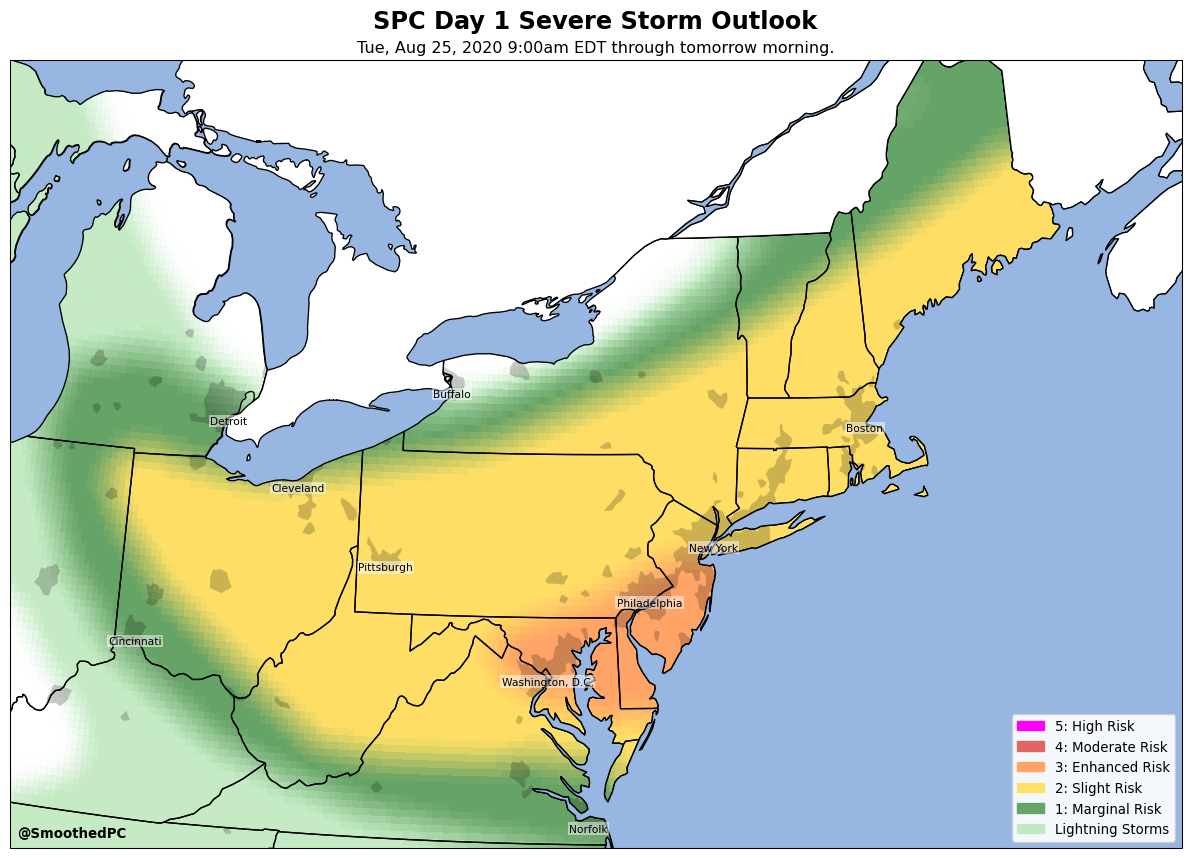 SPC Day 1 Severe Storm Outlook
Tue, Aug 25, 2020 9:00am EDT through tomorrow morning.
Buffalo
Detroit
Boston
Cleveland
New York
Pittsburgh
Philadelphia
Cincinnati
Washington, D.C.
5: High Risk
4: Moderate Risk
3: Enhanced Risk
2: Slight Risk
1: Marginal Risk
Lightning Storms
Norfolk
@SmoothedPC